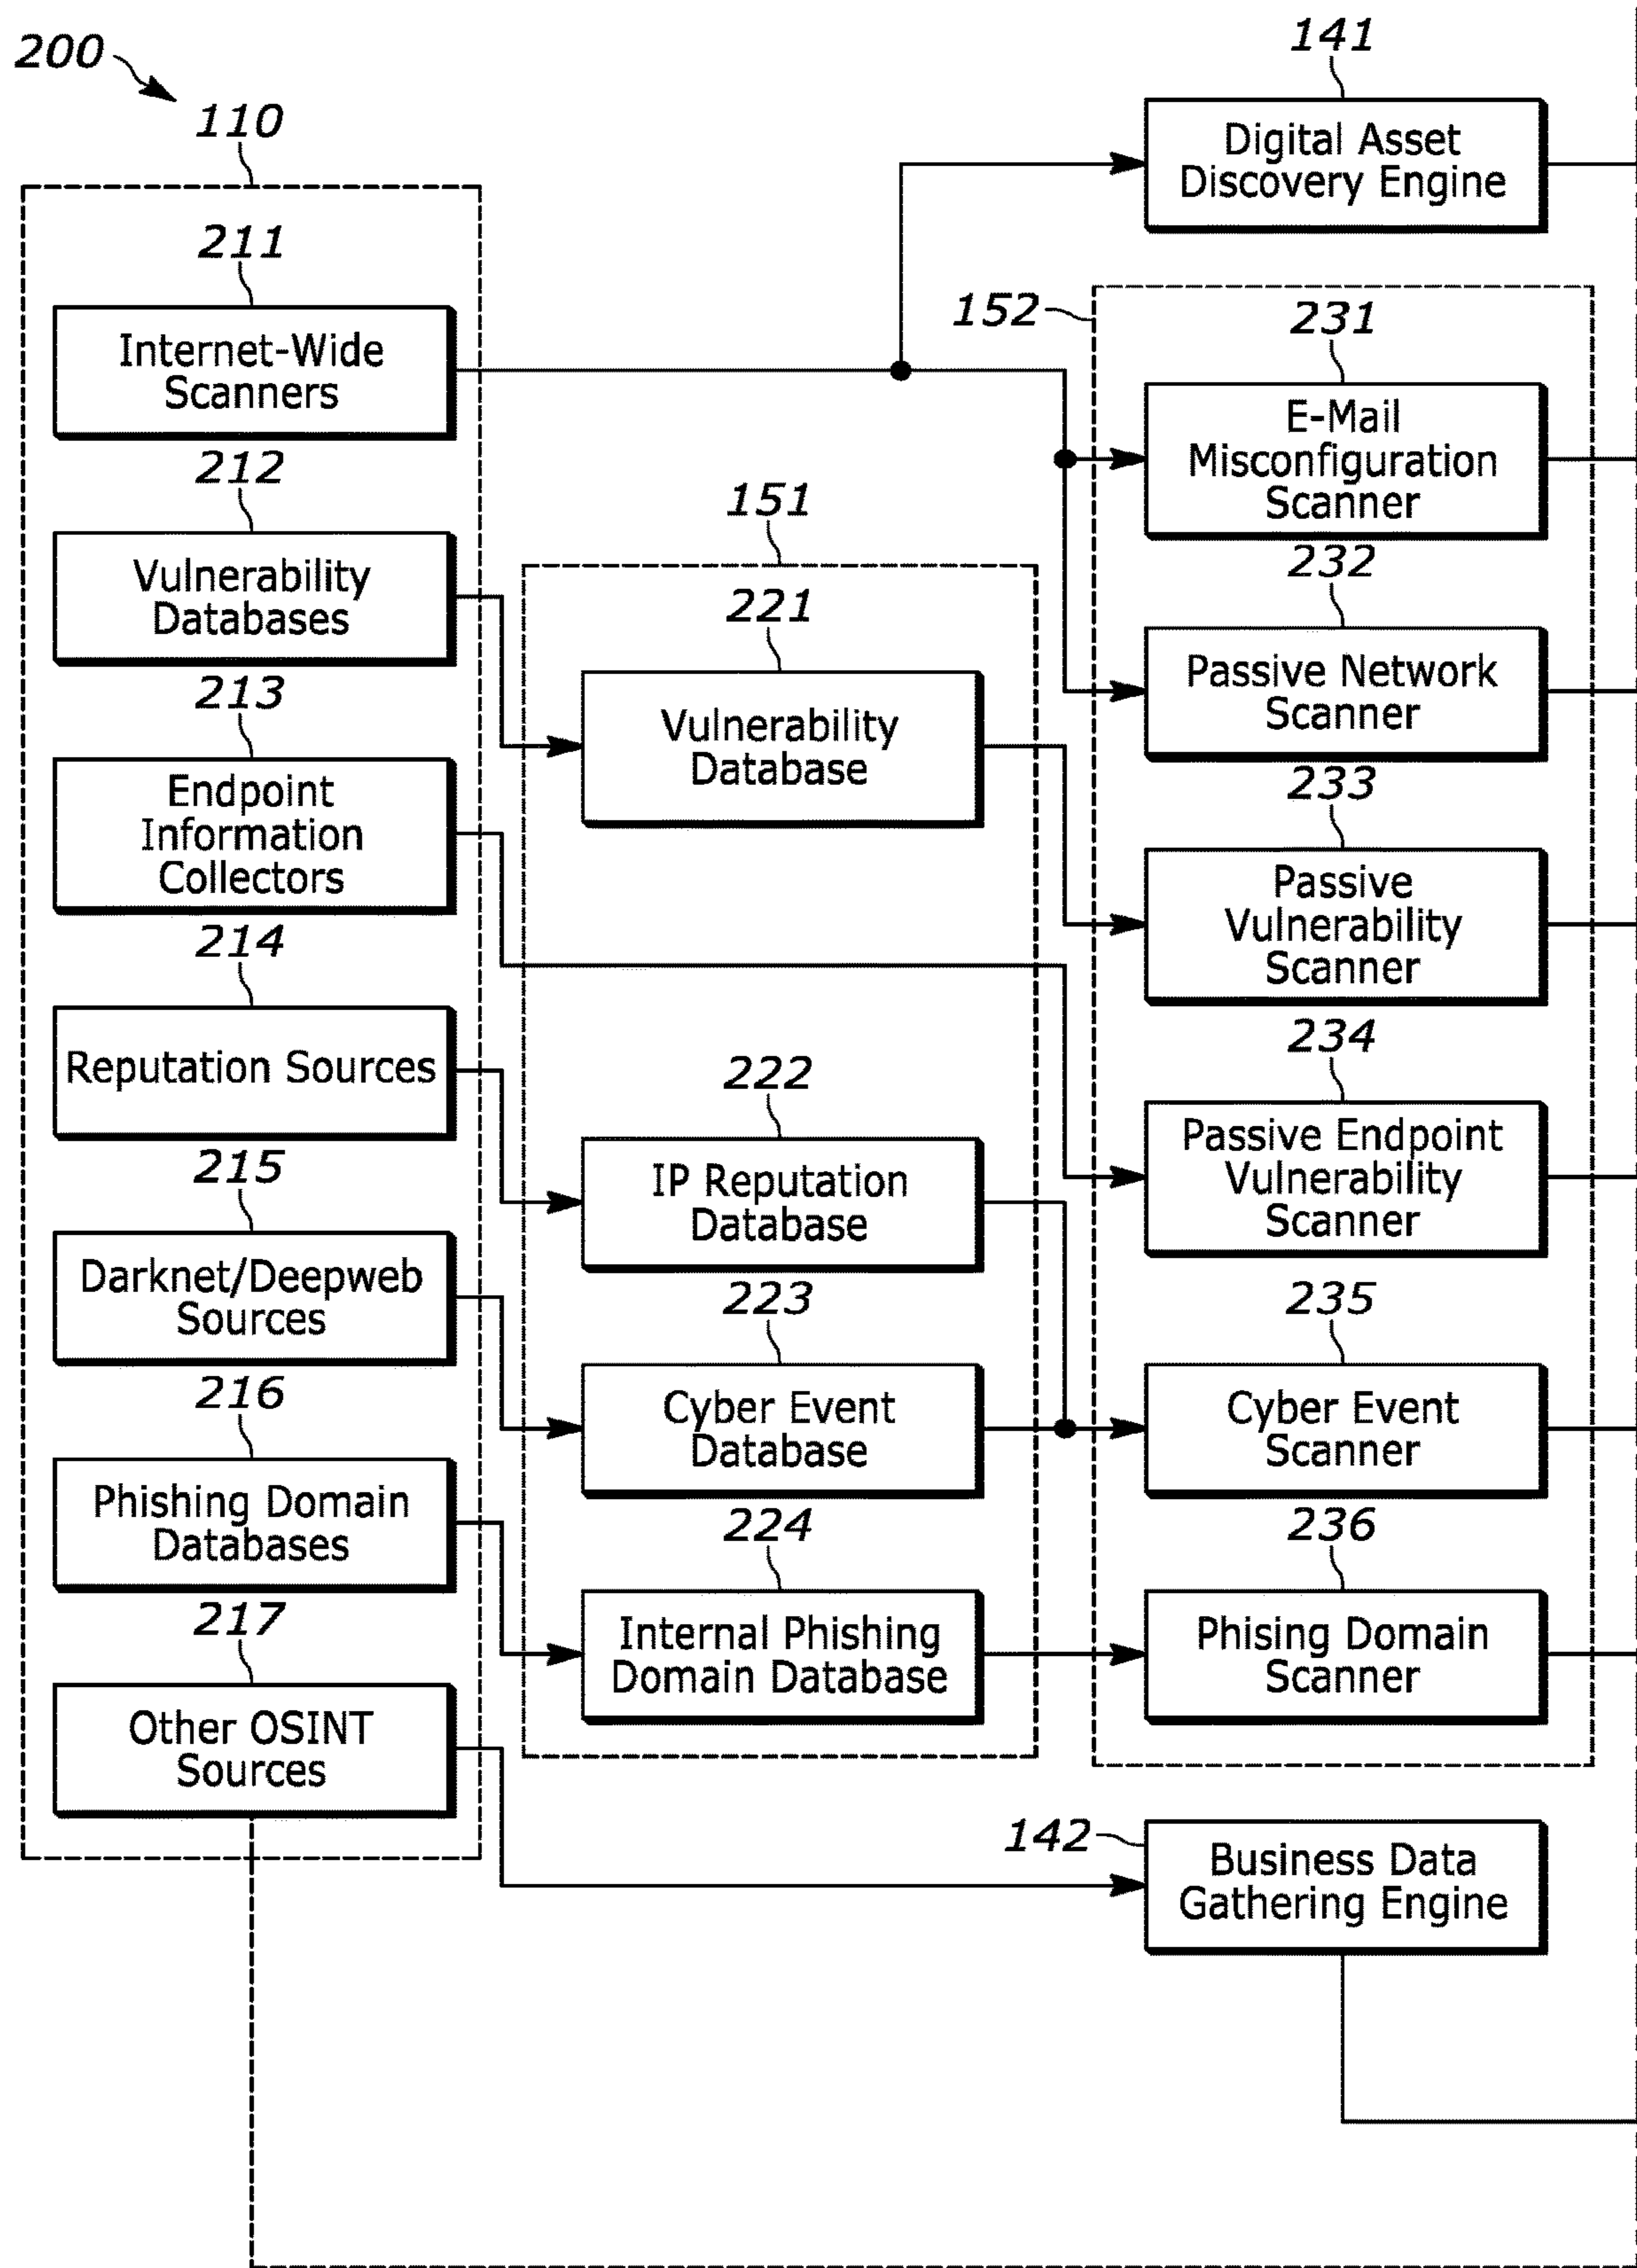 200
110
211
Internet-Wide
Scanners
212
Vulnerability
Databases
213
Endpoint
Information
Collectors
214
Reputation Sources
215
Darknet/Deepweb
Sources
216
Phishing Domain
Databases
217
Other OSINT
Sources
151
221
Vulnerability
Database
222
IP Reputation
Database
223
Cyber Event
Database
224
Internal Phishing
Domain Database
141
Digital Asset
Discovery Engine
152
231
E-Mail
Misconfiguration
Scanner
232
Passive Network
Scanner
233
Passive
Vulnerability
Scanner
234
Passive Endpoint
Vulnerability
Scanner
235
Cyber Event
Scanner
236
Phising Domain
Scanner
142
Business Data
Gathering Engine